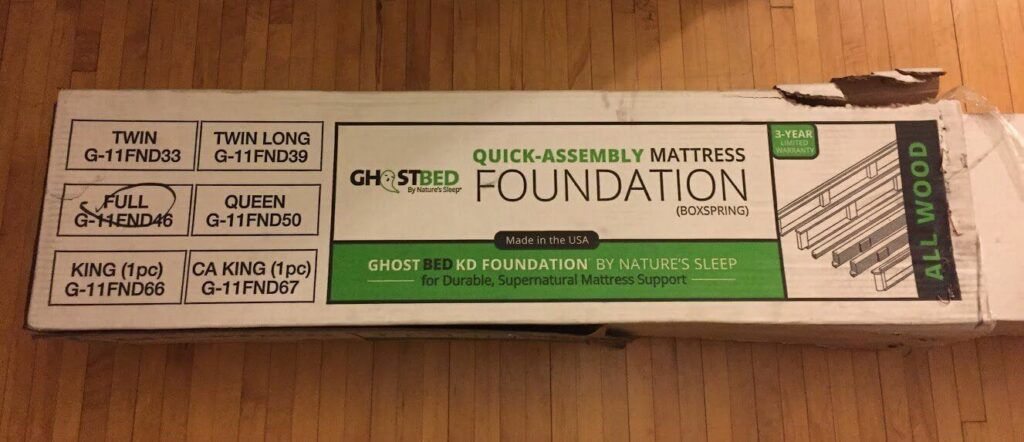 TWIN
G-11FND33
TWIN LONG
G-11FND39
FULL
G-11FND46
QUEEN
G-11FND50
KING (1pc)
G-11FND66
CA KING (1pc)
G-11FND67
GHOSTBED
By Nature's Sleep®
QUICK-ASSEMBLY MATTRESS
FOUNDATION
(BOXSPRING)
Made in the USA
GHOSTBED KD FOUNDATION™ BY NATURE'S SLEEP
for Durable, Supernatural Mattress Support
3-YEAR
LIMITED
WARRANTY
ALL WOOD